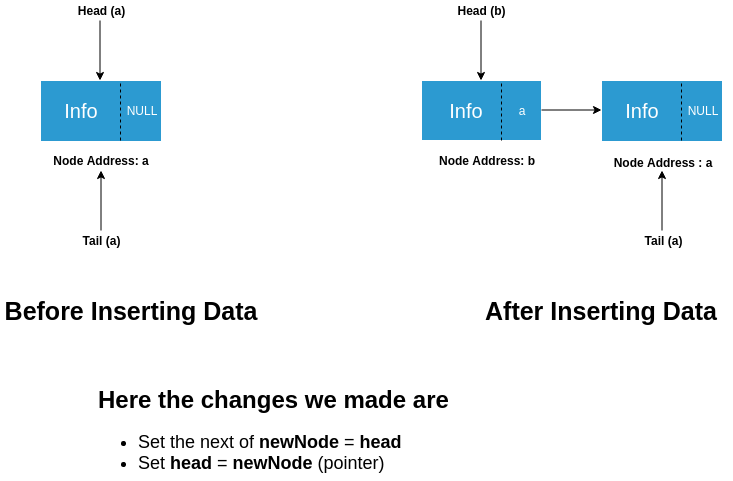 Head (a)
Info
NULL
Node Address: a
Tail (a)
Before Inserting Data
Head (b)
Info
a
Node Address: b
Info
NULL
Node Address : a
Tail (a)
After Inserting Data
Here the changes we made are
• Set the next of newNode = head
• Set head = newNode (pointer)